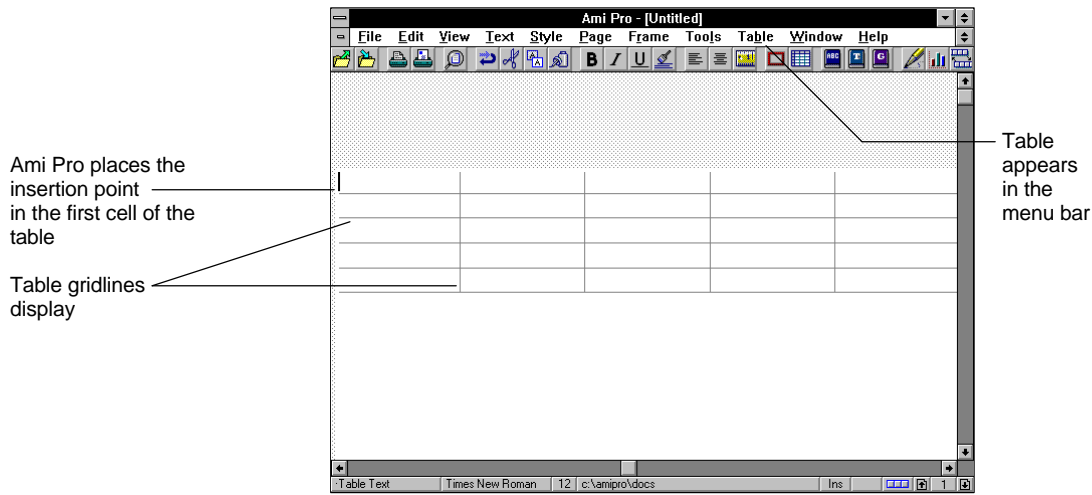 Ami Pro - [Untitled]
File Edit View Text Style Page Frame Tools Table Window Help
ABC T G
Ami Pro places the
insertion point
in the first cell of the
table
Table gridlines
display
Table
appears
in the
menu bar
Table Text Times New Roman 12 c:\amipro\docs Ins 1